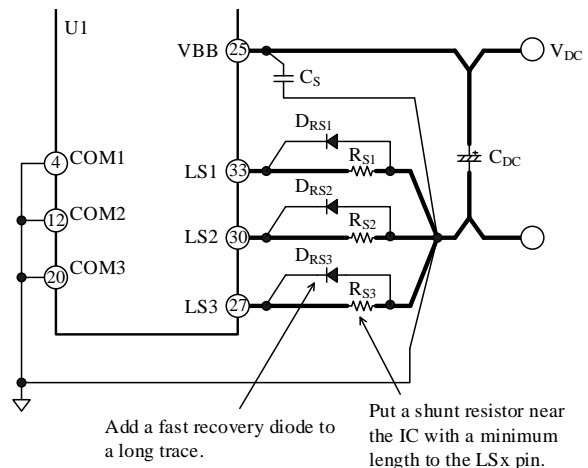 U1
VBB
25
V_DC
C_S
D_RS1
4
COM1
R_S1
C_DC
LS1
33
D_RS2
12
COM2
R_S2
LS2
30
D_RS3
20
COM3
R_S3
LS3
27
Add a fast recovery diode to
a long trace.
Put a shunt resistor near
the IC with a minimum
length to the LSx pin.